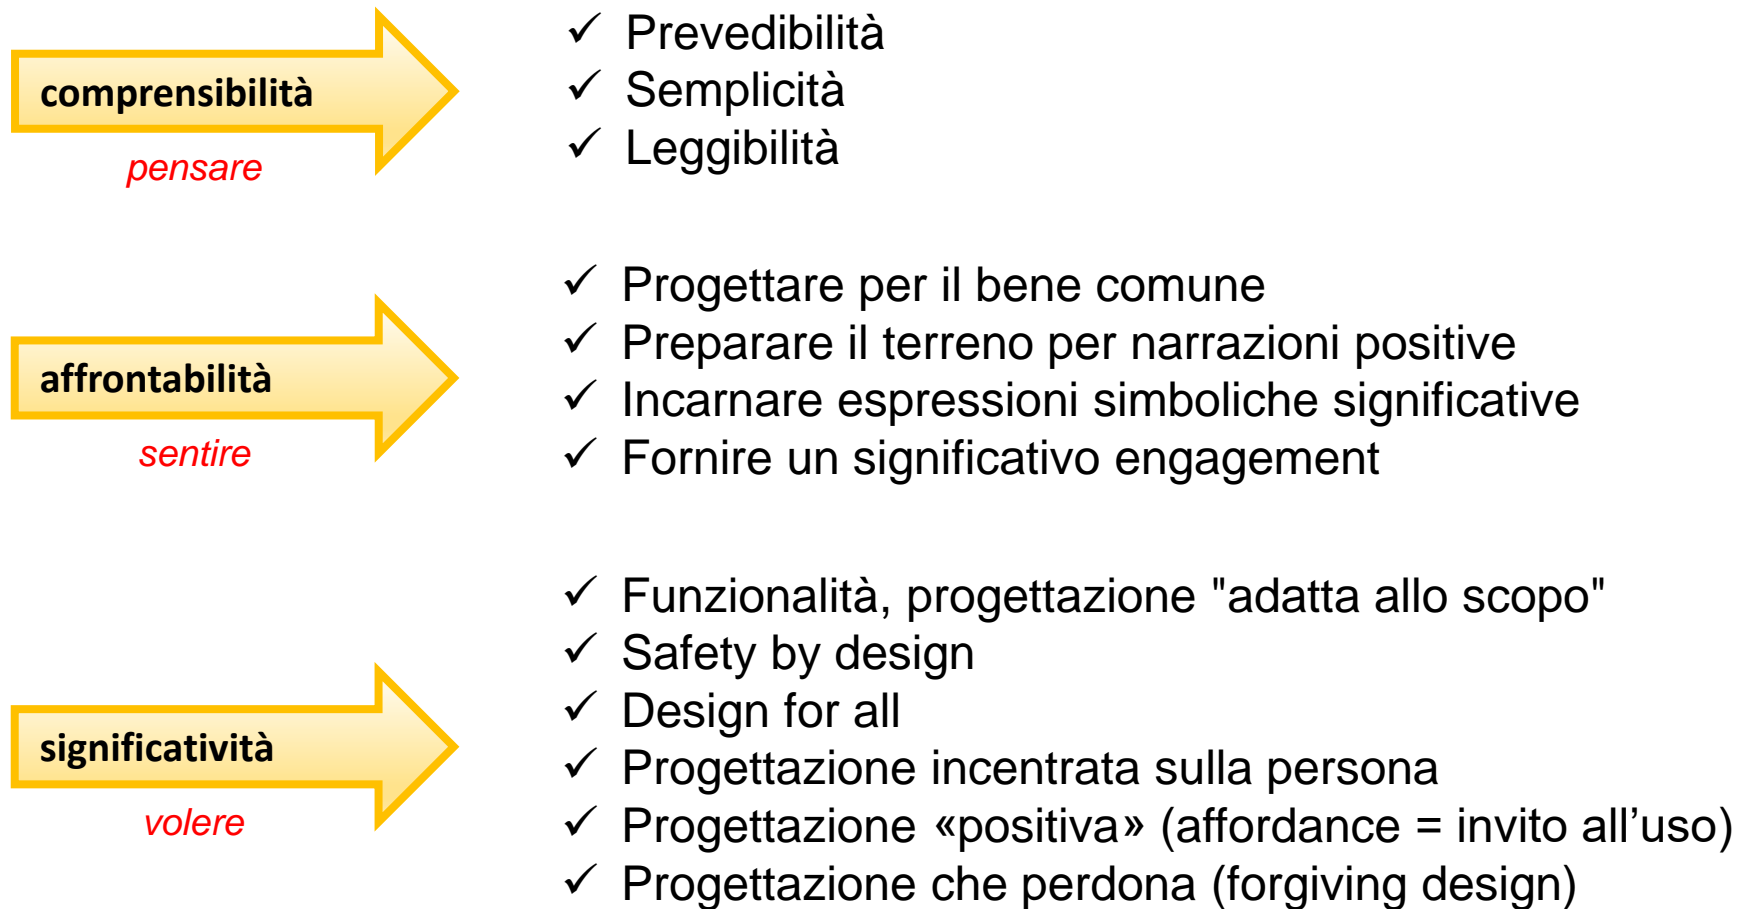 comprensibilità
pensare
✓ Prevedibilità
✓ Semplicità
✓ Leggibilità
affrontabilità
sentire
✓ Progettare per il bene comune
✓ Preparare il terreno per narrazioni positive
✓ Incarnare espressioni simboliche significative
✓ Fornire un significativo engagement
significatività
volere
✓ Funzionalità, progettazione "adatta allo scopo"
✓ Safety by design
✓ Design for all
✓ Progettazione incentrata sulla persona
✓ Progettazione «positiva» (affordance = invito all’uso)
✓ Progettazione che perdona (forgiving design)